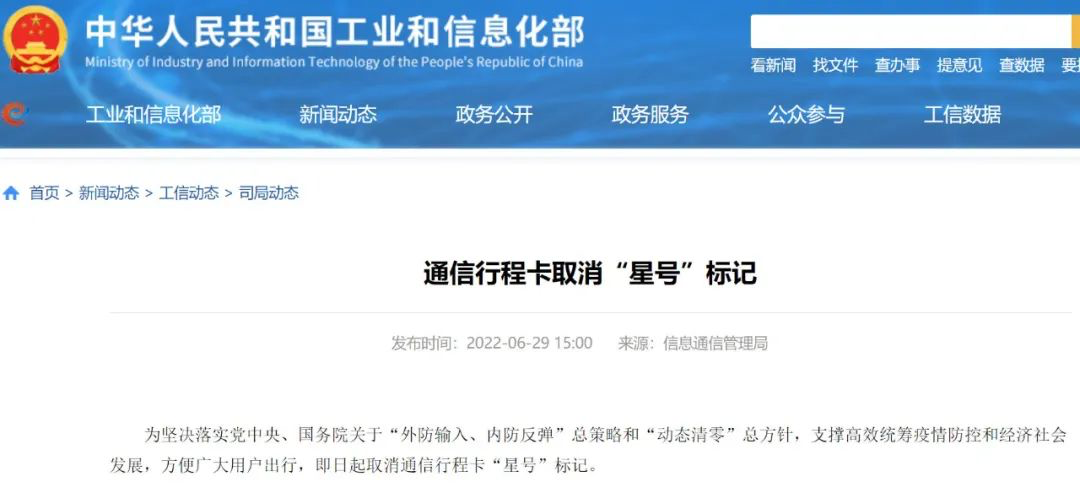 中华人民共和国工业和信息化部
Ministry of Industry and Information Technology of the People's Republic of China
看新闻 找文件 查办事 提意见 查数据
工业和信息化部 新闻动态 政务公开 政务服务 公众参与 工信数据
首页 > 新闻动态 > 工信动态 > 司局动态
通信行程卡取消“星号”标记
发布时间：2022-06-29 15:00 来源：信息通信管理局
为坚决落实党中央、国务院关于“外防输入、内防反弹”总策略和“动态清零”总方针，支撑高效统筹疫情防控和经济社会
发展，方便广大用户出行，即日起取消通信行程卡“星号”标记。